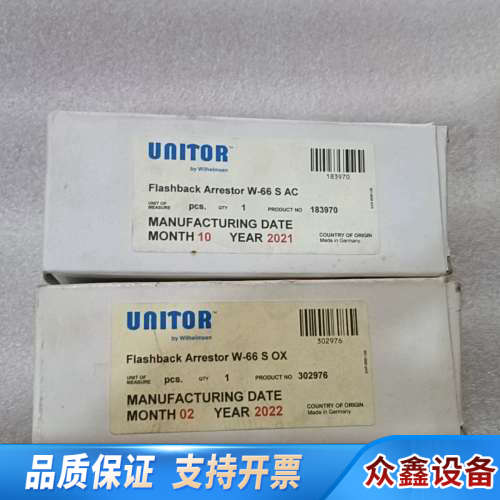 UNITOR™
by Wilhelmsen
183970
Flashback Arrestor W-66 S AC
UNIT OF MEASURE pcs. QTY 1 PRODUCT NO 183970
MANUFACTURING DATE
MONTH 10 YEAR 2021
COUNTRY OF ORIGIN
Made in Germany
UNITOR™
by Wilhelmsen
302976
Flashback Arrestor W-66 S OX
UNIT OF MEASURE pcs. QTY 1 PRODUCT NO 302976
MANUFACTURING DATE
MONTH 02 YEAR 2022
COUNTRY OF ORIGIN
Made in Germany
品质保证 支持开票
众鑫设备